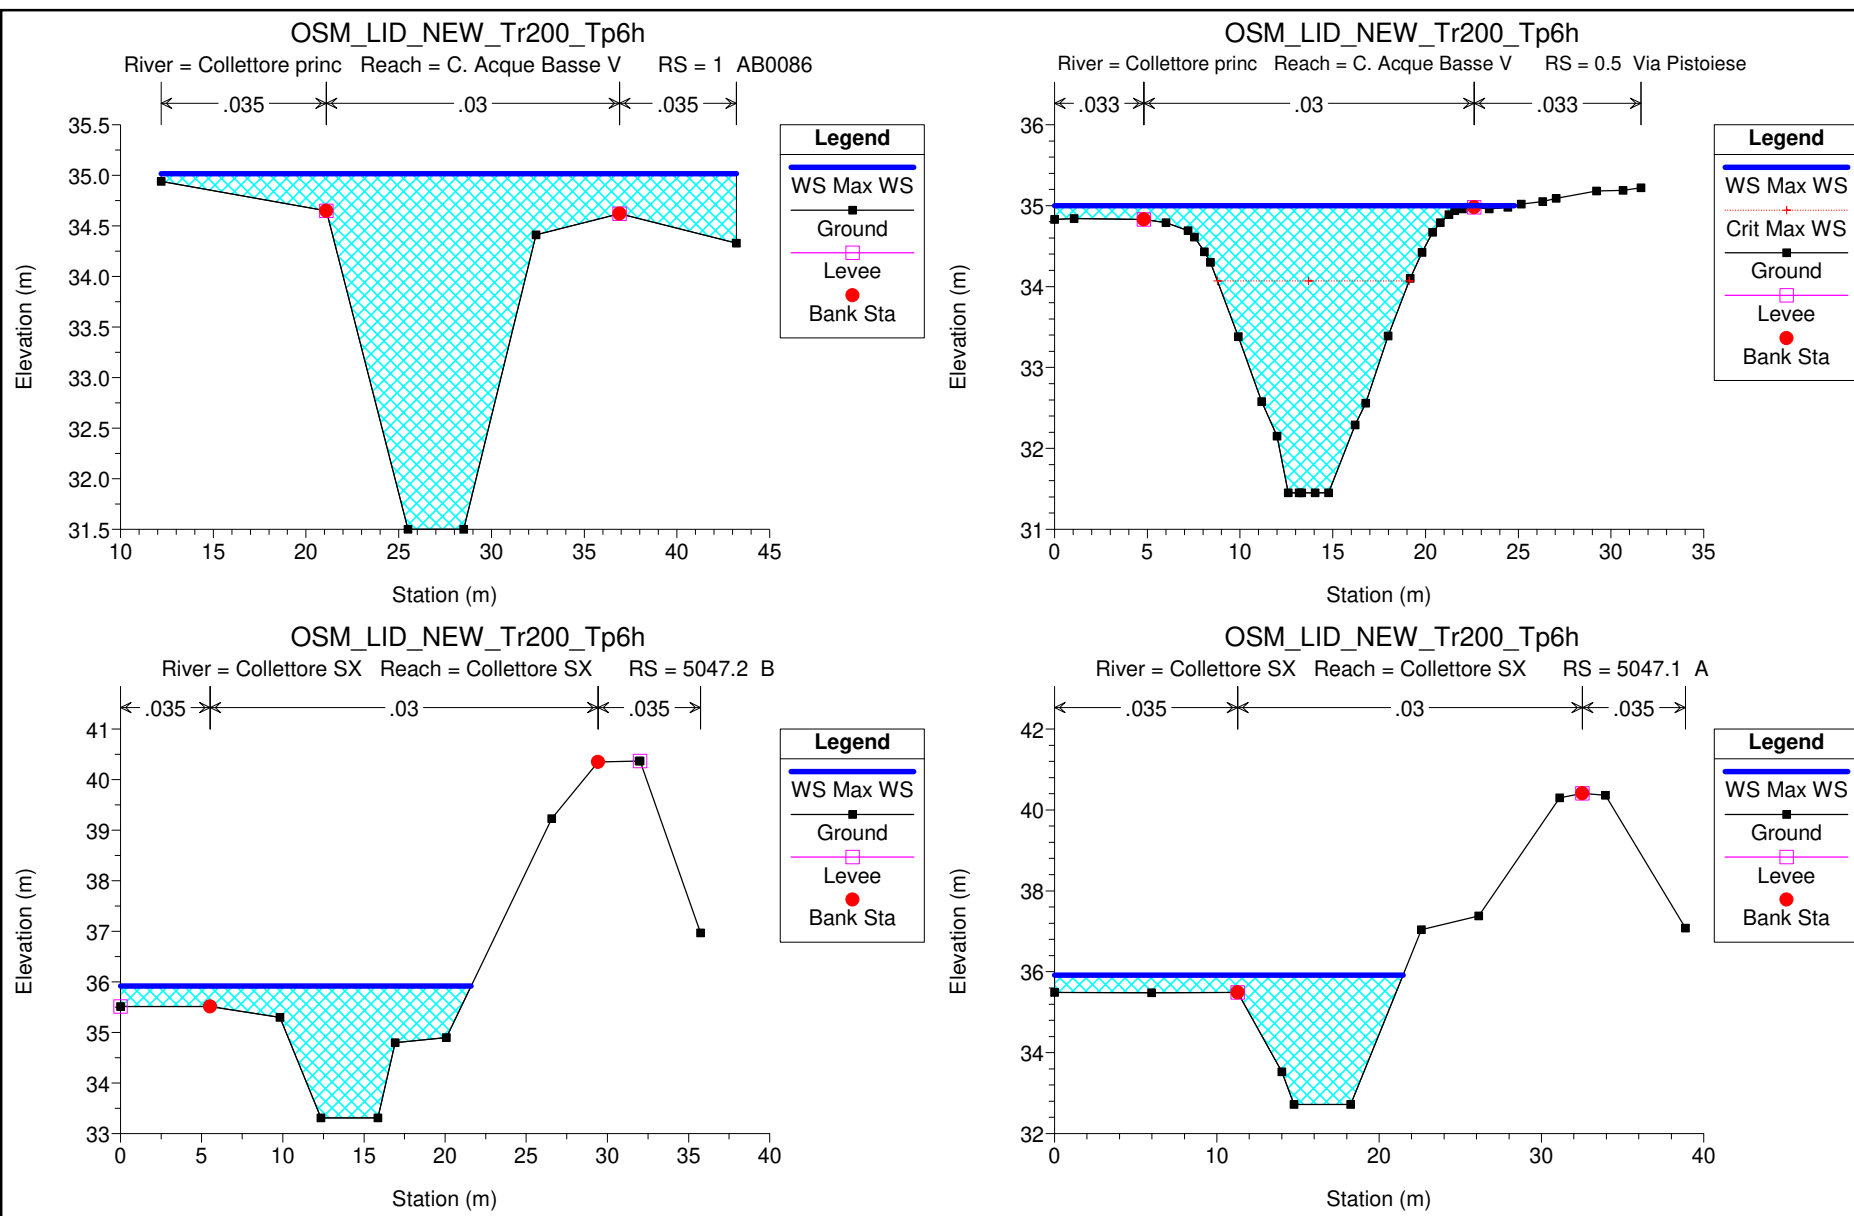 OSM_LID_NEW_Tr200_Tp6h
River = Collettore princ Reach = C. Acque Basse V RS = 1 AB0086
.035 .03 .035
35.5
35.0
34.5
34.0
33.5
33.0
32.5
32.0
31.5
10 15 20 25 30 35 40 45
Station (m)
Elevation (m)
Legend
WS Max WS
Ground
Levee
Bank Sta
OSM_LID_NEW_Tr200_Tp6h
River = Collettore princ Reach = C. Acque Basse V RS = 0.5 Via Pistoiese
.033 .03 .033
36
35
34
33
32
31
0 5 10 15 20 25 30 35
Station (m)
Elevation (m)
Legend
WS Max WS
Crit Max WS
Ground
Levee
Bank Sta
OSM_LID_NEW_Tr200_Tp6h
River = Collettore SX Reach = Collettore SX RS = 5047.2 B
.035 .03 .035
41
40
39
38
37
36
35
34
33
0 5 10 15 20 25 30 35 40
Station (m)
Elevation (m)
Legend
WS Max WS
Ground
Levee
Bank Sta
OSM_LID_NEW_Tr200_Tp6h
River = Collettore SX Reach = Collettore SX RS = 5047.1 A
.035 .03 .035
42
40
38
36
34
32
0 10 20 30 40
Station (m)
Elevation (m)
Legend
WS Max WS
Ground
Levee
Bank Sta